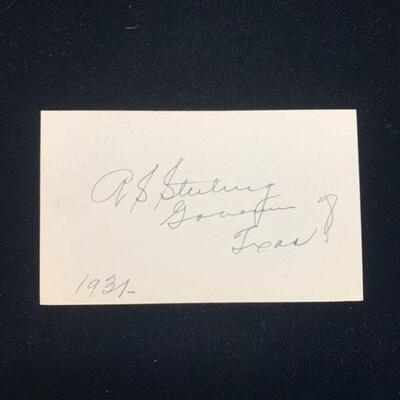 R S Sterling
Governor of
Texas
1931-